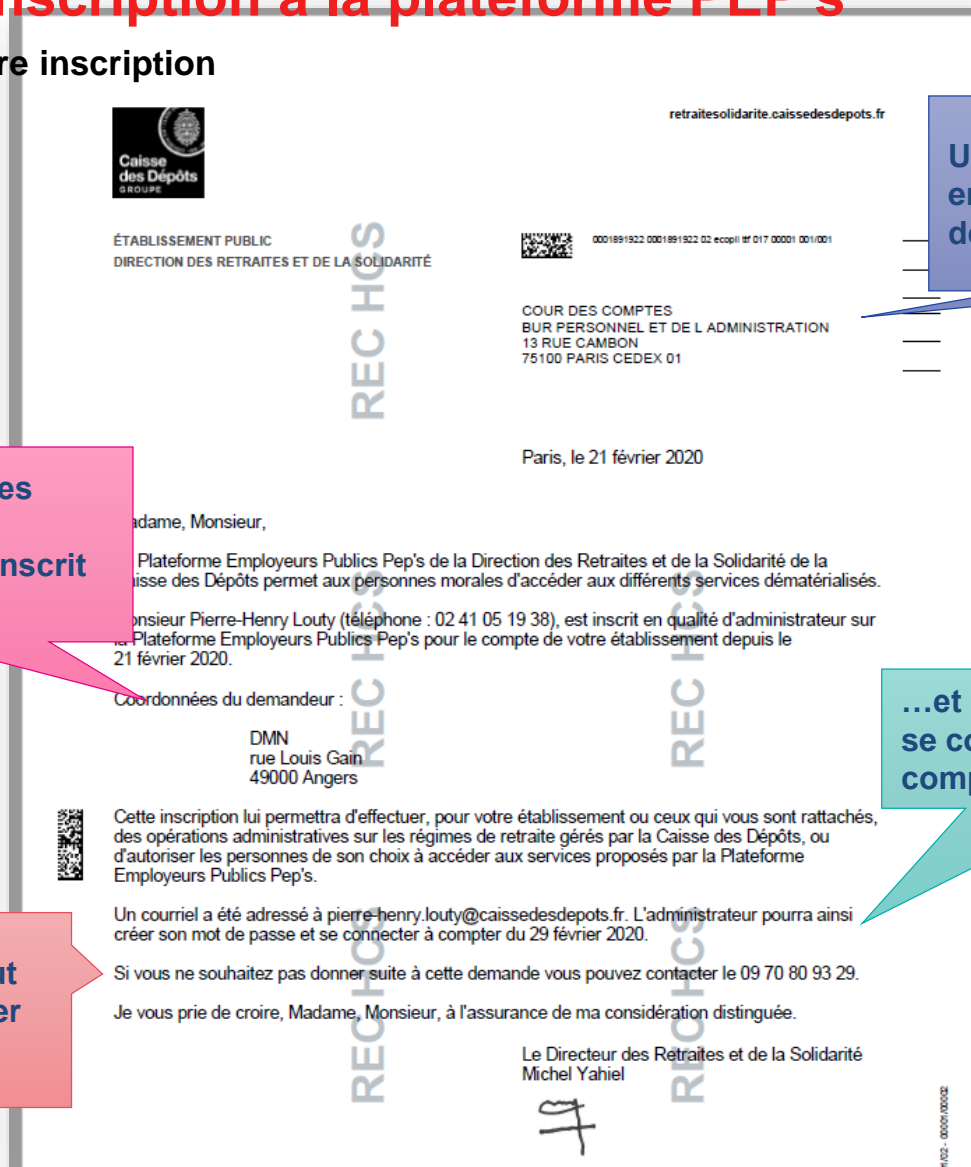 nscription à la plateforme PEP's
re inscription
retraitesolidarite.caissedesdepots.fr
Caisse
des Dépôts
GROUPE
ÉTABLISSEMENT PUBLIC
DIRECTION DES RETRAITES ET DE LA SOLIDARITÉ
0001891922 0001891922 02 ecopli ttf 017 00001 001/001
COUR DES COMPTES
BUR PERSONNEL ET DE L ADMINISTRATION
13 RUE CAMBON
75100 PARIS CEDEX 01
U
en
de
Paris, le 21 février 2020
es
nscrit
adame, Monsieur,
Plateforme Employeurs Publics Pep's de la Direction des Retraites et de la Solidarité de la
isse des Dépôts permet aux personnes morales d'accéder aux différents services dématérialisés.
onsieur Pierre-Henry Louty (téléphone : 02 41 05 19 38), est inscrit en qualité d'administrateur sur
la Plateforme Employeurs Publics Pep's pour le compte de votre établissement depuis le
21 février 2020.
Coordonnées du demandeur :
DMN
rue Louis Gain
49000 Angers
…et
se co
comp
Cette inscription lui permettra d'effectuer, pour votre établissement ou ceux qui vous sont rattachés,
des opérations administratives sur les régimes de retraite gérés par la Caisse des Dépôts, ou
d'autoriser les personnes de son choix à accéder aux services proposés par la Plateforme
Employeurs Publics Pep's.
Un courriel a été adressé à pierre-henry.louty@caissedesdepots.fr. L'administrateur pourra ainsi
créer son mot de passe et se connecter à compter du 29 février 2020.
ut
er
Si vous ne souhaitez pas donner suite à cette demande vous pouvez contacter le 09 70 80 93 29.
Je vous prie de croire, Madame, Monsieur, à l'assurance de ma considération distinguée.
Le Directeur des Retraites et de la Solidarité
Michel Yahiel
REC HCS
REC HCS
REC HCS
REC HCS
REC HCS
1/02 - 00001/00002